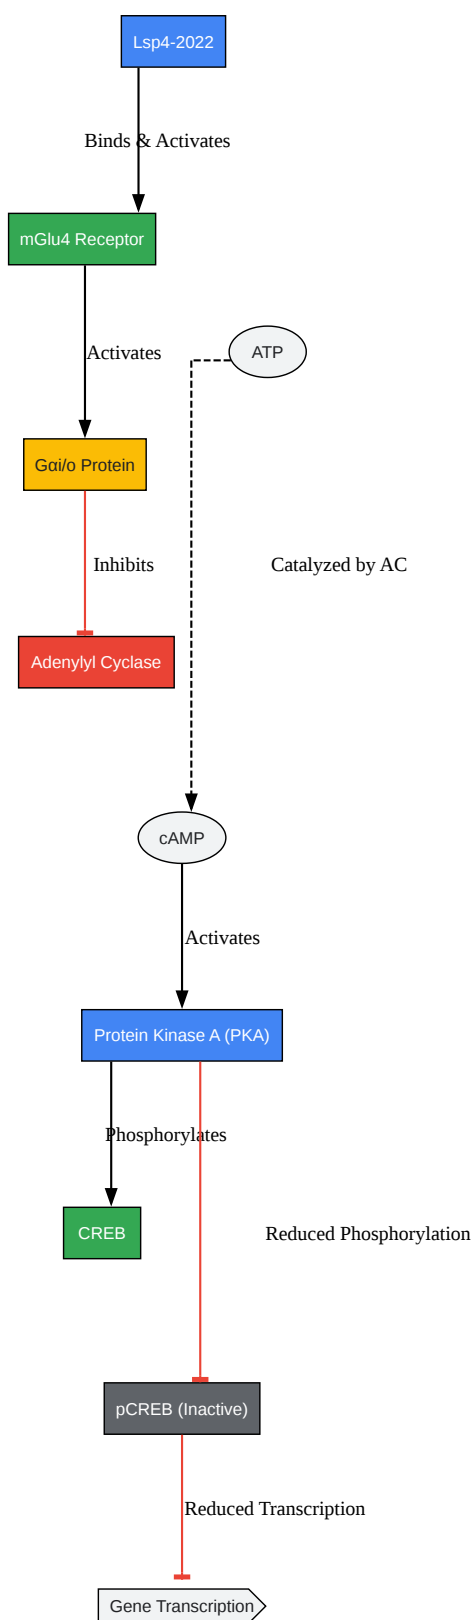 Lsp4-2022
Binds & Activates
mGlu4 Receptor
Activates
ATP
Gαi/o Protein
Inhibits
Catalyzed by AC
Adenylyl Cyclase
cAMP
Activates
Protein Kinase A (PKA)
Phosphorylates
CREB
Reduced Phosphorylation
pCREB (Inactive)
Reduced Transcription
Gene Transcription